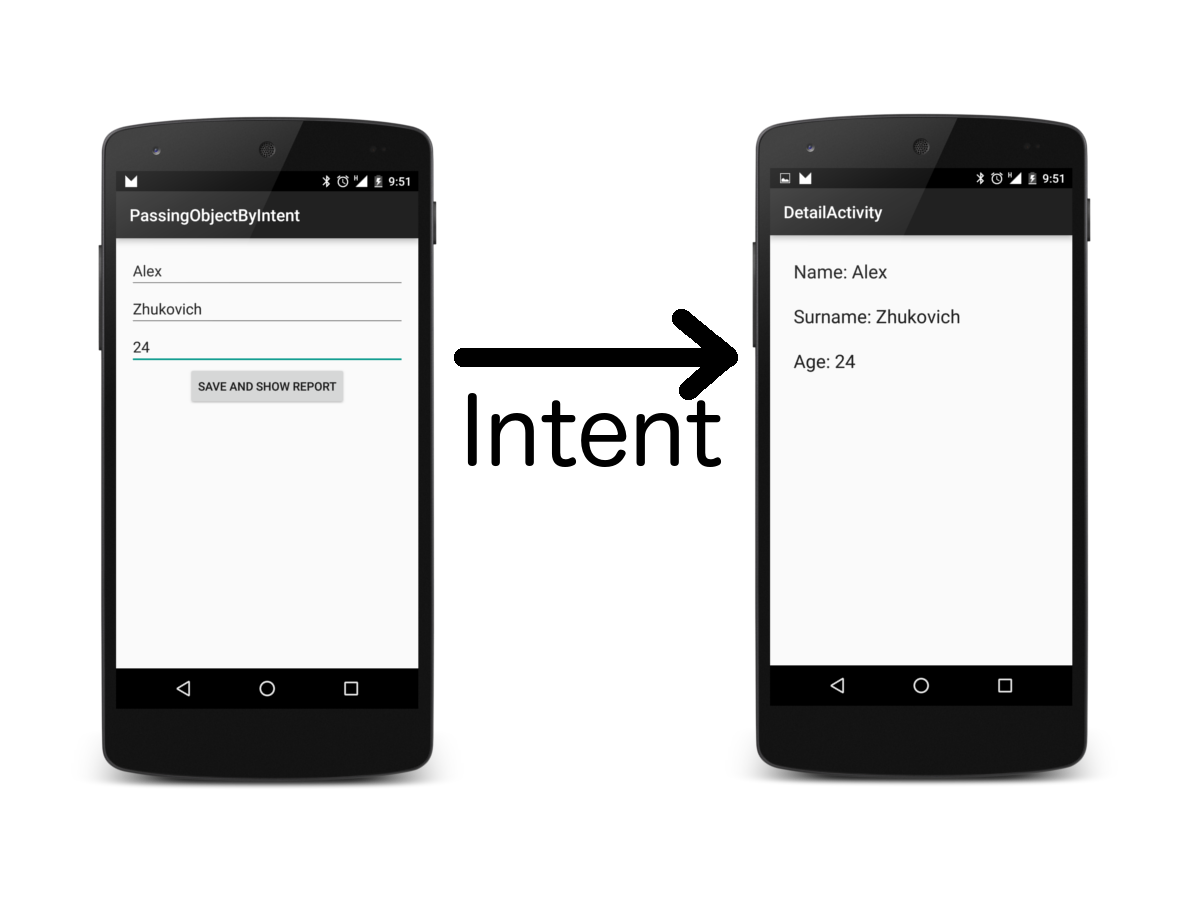 9:51
PassingObjectByIntent
Alex
Zhukovich
24
SAVE AND SHOW REPORT
Intent
H 9:51
DetailActivity
Name: Alex
Surname: Zhukovich
Age: 24